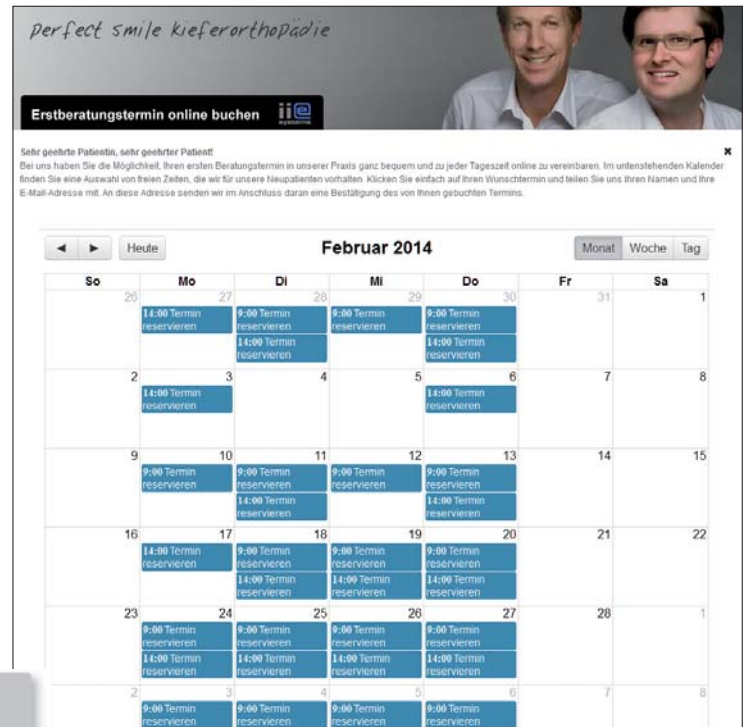 perfect smile kieferorthopädie
Erstberatungstermin online buchen
iie
systems
Sehr geehrte Patientin, sehr geehrter Patient!
Bei uns haben Sie die Möglichkeit, Ihren ersten Beratungstermin in unserer Praxis ganz bequem und zu jeder Tageszeit online zu vereinbaren. Im untenstehenden Kalender
finden Sie eine Auswahl von freien Zeiten, die wir für unsere Neupatienten vorhalten. Klicken Sie einfach auf Ihren Wunschtermin und teilen Sie uns Ihren Namen und Ihre
E-Mail-Adresse mit. An diese Adresse senden wir im Anschluss daran eine Bestätigung des von Ihnen gebuchten Termins.
Heute Februar 2014 Monat Woche Tag
So Mo Di Mi Do Fr Sa
26 27 28 29 30 31 1
14:00 Termin 9:00 Termin 9:00 Termin 9:00 Termin
reservieren reservieren reservieren reservieren
14:00 Termin 14:00 Termin
reservieren reservieren
2 3 4 5 6 7 8
14:00 Termin 14:00 Termin
reservieren reservieren
9 10 11 12 13 14 15
9:00 Termin 9:00 Termin 9:00 Termin 9:00 Termin
reservieren reservieren reservieren reservieren
14:00 Termin 14:00 Termin
reservieren reservieren
16 17 18 19 20 21 22
14:00 Termin 9:00 Termin 9:00 Termin 9:00 Termin
reservieren reservieren reservieren reservieren
14:00 Termin 14:00 Termin 14:00 Termin
reservieren reservieren reservieren
23 24 25 26 27 28 1
9:00 Termin 9:00 Termin 9:00 Termin 9:00 Termin
reservieren reservieren reservieren reservieren
14:00 Termin 14:00 Termin 14:00 Termin 14:00 Termin
reservieren reservieren reservieren reservieren
2 3 4 5 6 7 8
9:00 Termin 9:00 Termin 9:00 Termin 9:00 Termin
reservieren reservieren reservieren reservieren